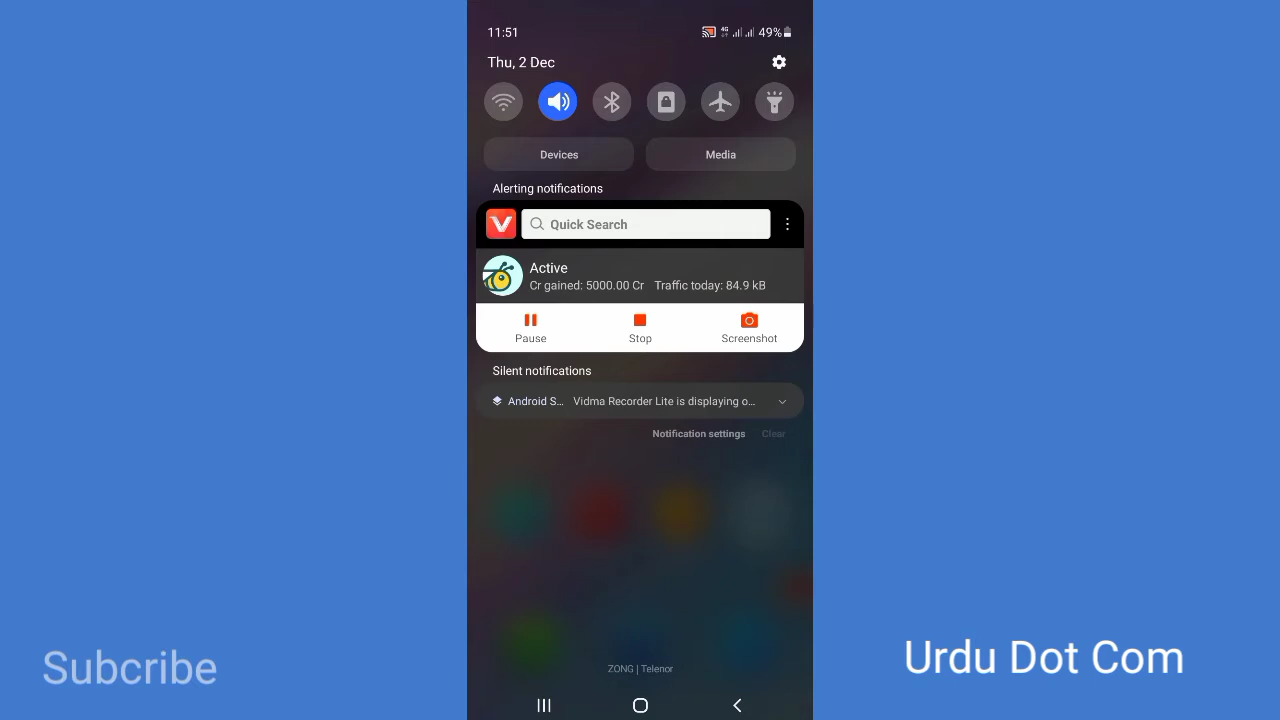 11:51
4G 49%
Thu, 2 Dec
Devices
Media
Alerting notifications
Quick Search
Active
Cr gained: 5000.00 Cr Traffic today: 84.9 kB
Pause
Stop
Screenshot
Silent notifications
Android S... Vidma Recorder Lite is displaying o...
Notification settings Clear
ZONG | Telenor
Subcribe
Urdu Dot Com